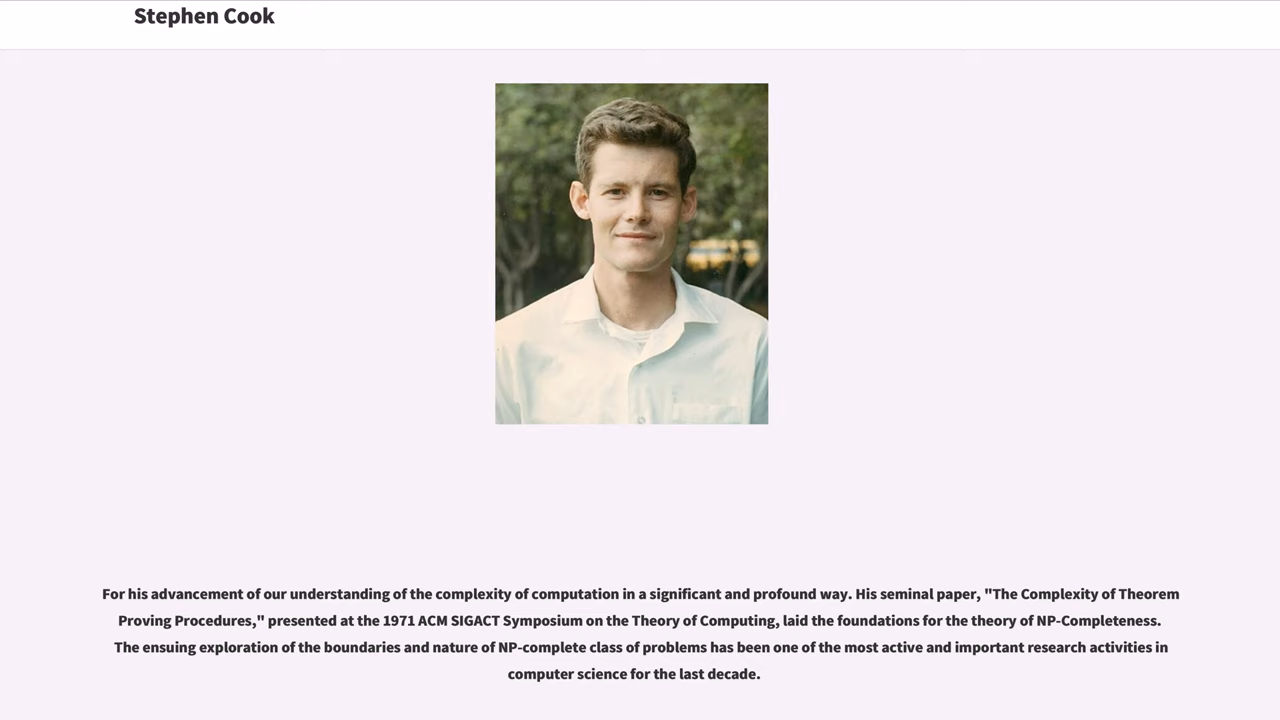 Stephen Cook
For his advancement of our understanding of the complexity of computation in a significant and profound way. His seminal paper, "The Complexity of Theorem
Proving Procedures," presented at the 1971 ACM SIGACT Symposium on the Theory of Computing, laid the foundations for the theory of NP-Completeness.
The ensuing exploration of the boundaries and nature of NP-complete class of problems has been one of the most active and important research activities in
computer science for the last decade.